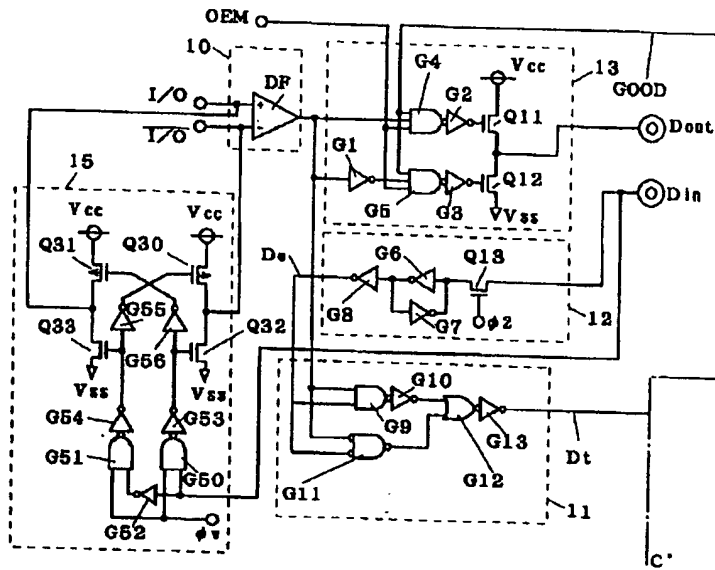 OEM
10
13
G4
G2
Vcc
GOOD
I/O
DF
Q11
Dout
I/O
G1
Q12
Din
15
G5
G3
Vss
Vcc
Vcc
Q31
Q30
De
G6
Q13
G55
G8
G7
φ2
12
Q33
G56
Q32
Vss
Vss
G10
G54
G53
G9
G13
G51
G50
G12
Dt
G11
G52
11
φw
C'